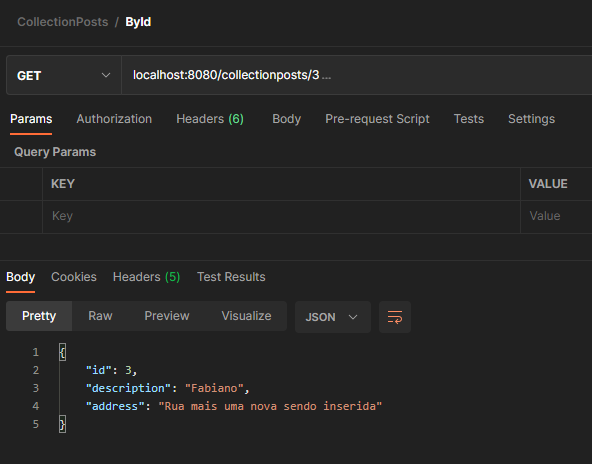 CollectionPosts / ById
GET localhost:8080/collectionposts/3 ...
Params Authorization Headers (6) Body Pre-request Script Tests Settings
Query Params
KEY VALUE
Key Value
Body Cookies Headers (5) Test Results
Pretty Raw Preview Visualize JSON
1 {
2 "id": 3,
3 "description": "Fabiano",
4 "address": "Rua mais uma nova sendo inserida"
5 }